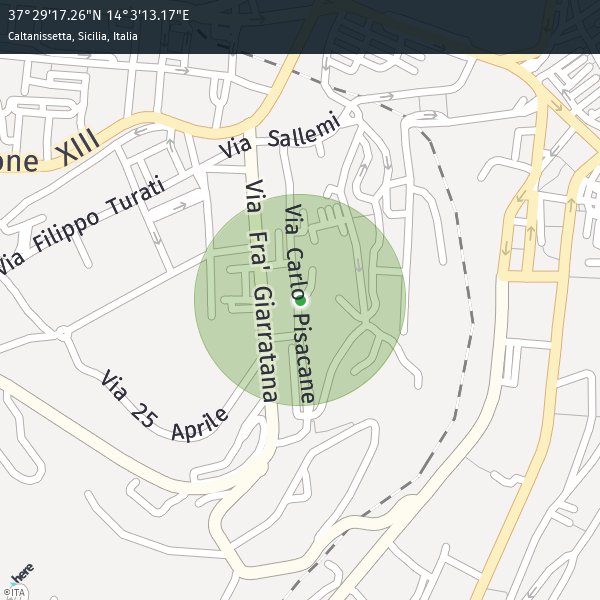 37°29'17.26"N 14°3'13.17"E
Caltanissetta, Sicilia, Italia
one XIII
Via Sallemi
Via Filippo Turati
Via Fra' Giarratana
Via Carlo Pisacane
Via 25 Aprile
here
©ITA